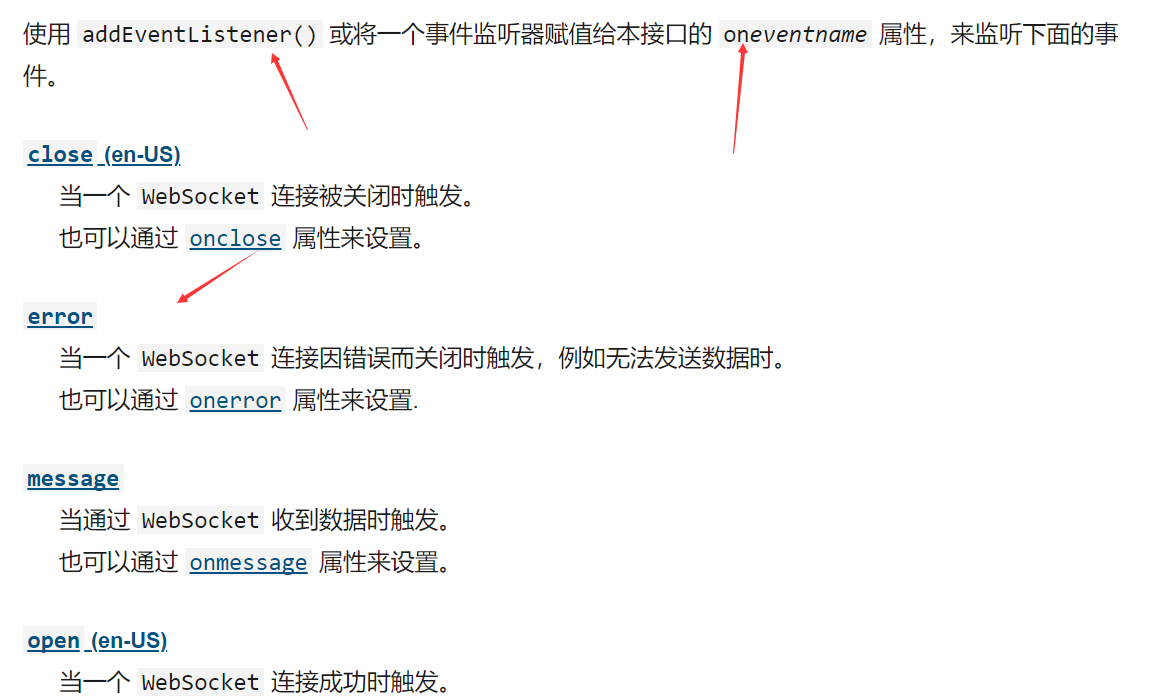 使用 addEventListener() 或将一个事件监听器赋值给本接口的 oneventname 属性，来监听下面的事
件。
close (en-US)
当一个 WebSocket 连接被关闭时触发。
也可以通过 onclose 属性来设置。
error
当一个 WebSocket 连接因错误而关闭时触发，例如无法发送数据时。
也可以通过 onerror 属性来设置.
message
当通过 WebSocket 收到数据时触发。
也可以通过 onmessage 属性来设置。
open (en-US)
当一个 WebSocket 连接成功时触发。